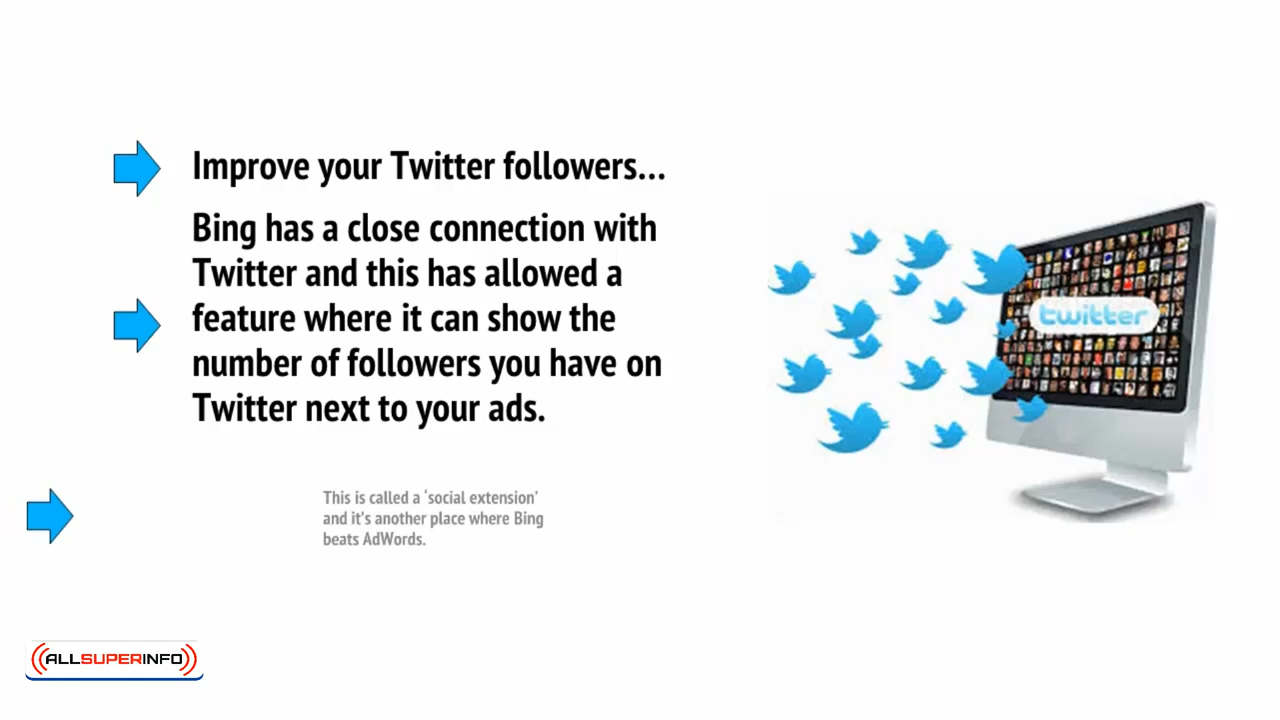 Improve your Twitter followers...
Bing has a close connection with
Twitter and this has allowed a
feature where it can show the
number of followers you have on
Twitter next to your ads.
twitter
This is called a ‘social extension’
and it's another place where Bing
beats AdWords.
ALLSUPERINFO